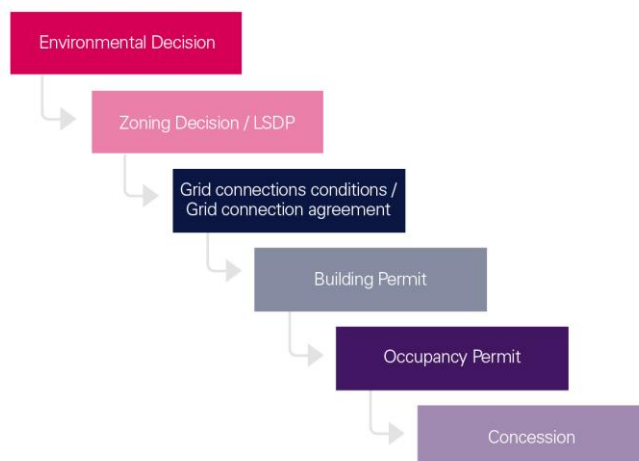 Environmental Decision
Zoning Decision / LSDP
Grid connections conditions /
Grid connection agreement
Building Permit
Occupancy Permit
Concession